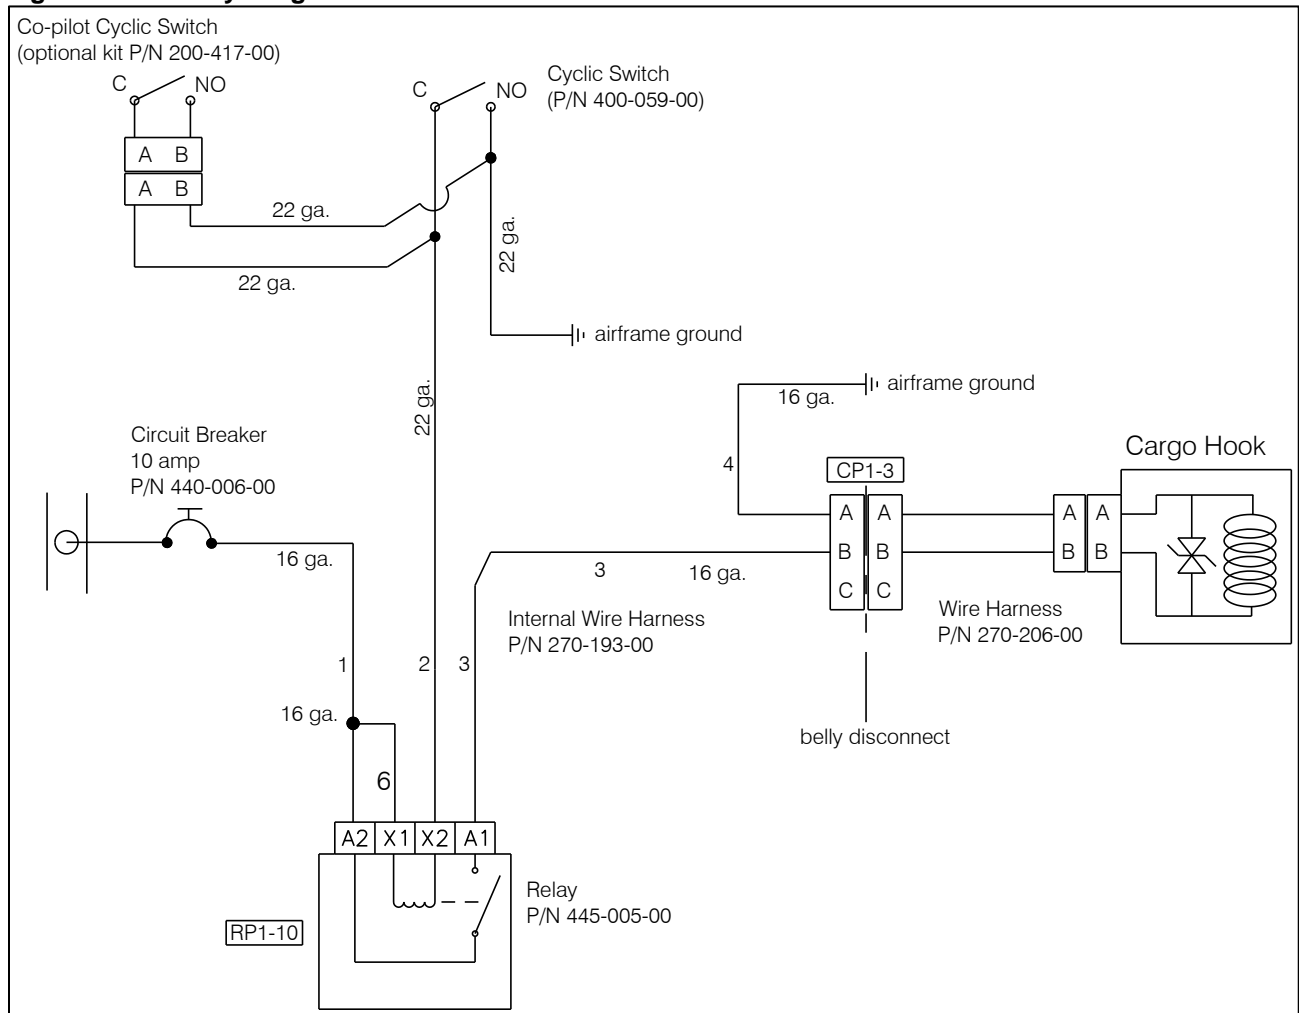 Co-pilot Cyclic Switch
(optional kit P/N 200-417-00)
C NO
A B
A B
22 ga.
22 ga.
C NO
Cyclic Switch
(P/N 400-059-00)
22 ga.
airframe ground
22 ga.
airframe ground
16 ga.
4
Circuit Breaker
10 amp
P/N 440-006-00
16 ga.
CP1-3
A A
B B
C C
Cargo Hook
A A
B B
3
16 ga.
Internal Wire Harness
P/N 270-193-00
Wire Harness
P/N 270-206-00
1
2
3
16 ga.
belly disconnect
6
A2 X1 X2 A1
Relay
P/N 445-005-00
RP1-10